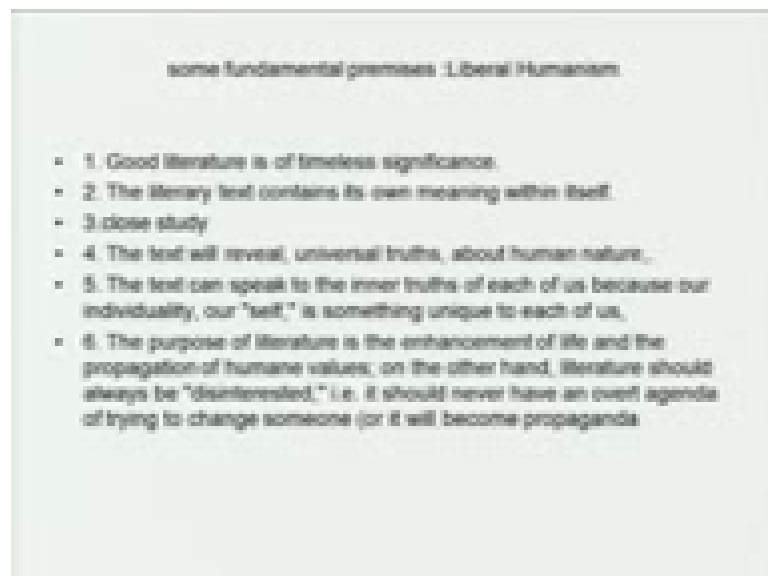 some fundamental premises :Liberal Humanism
• 1. Good literature is of timeless significance.
• 2. The literary text contains its own meaning within itself.
• 3.close study
• 4. The text will reveal, universal truths, about human nature,.
• 5. The text can speak to the inner truths of each of us because our
individuality, our "self," is something unique to each of us,
• 6. The purpose of literature is the enhancement of life and the
propagation of humane values; on the other hand, literature should
always be "disinterested," i.e. it should never have an overt agenda
of trying to change someone (or it will become propaganda